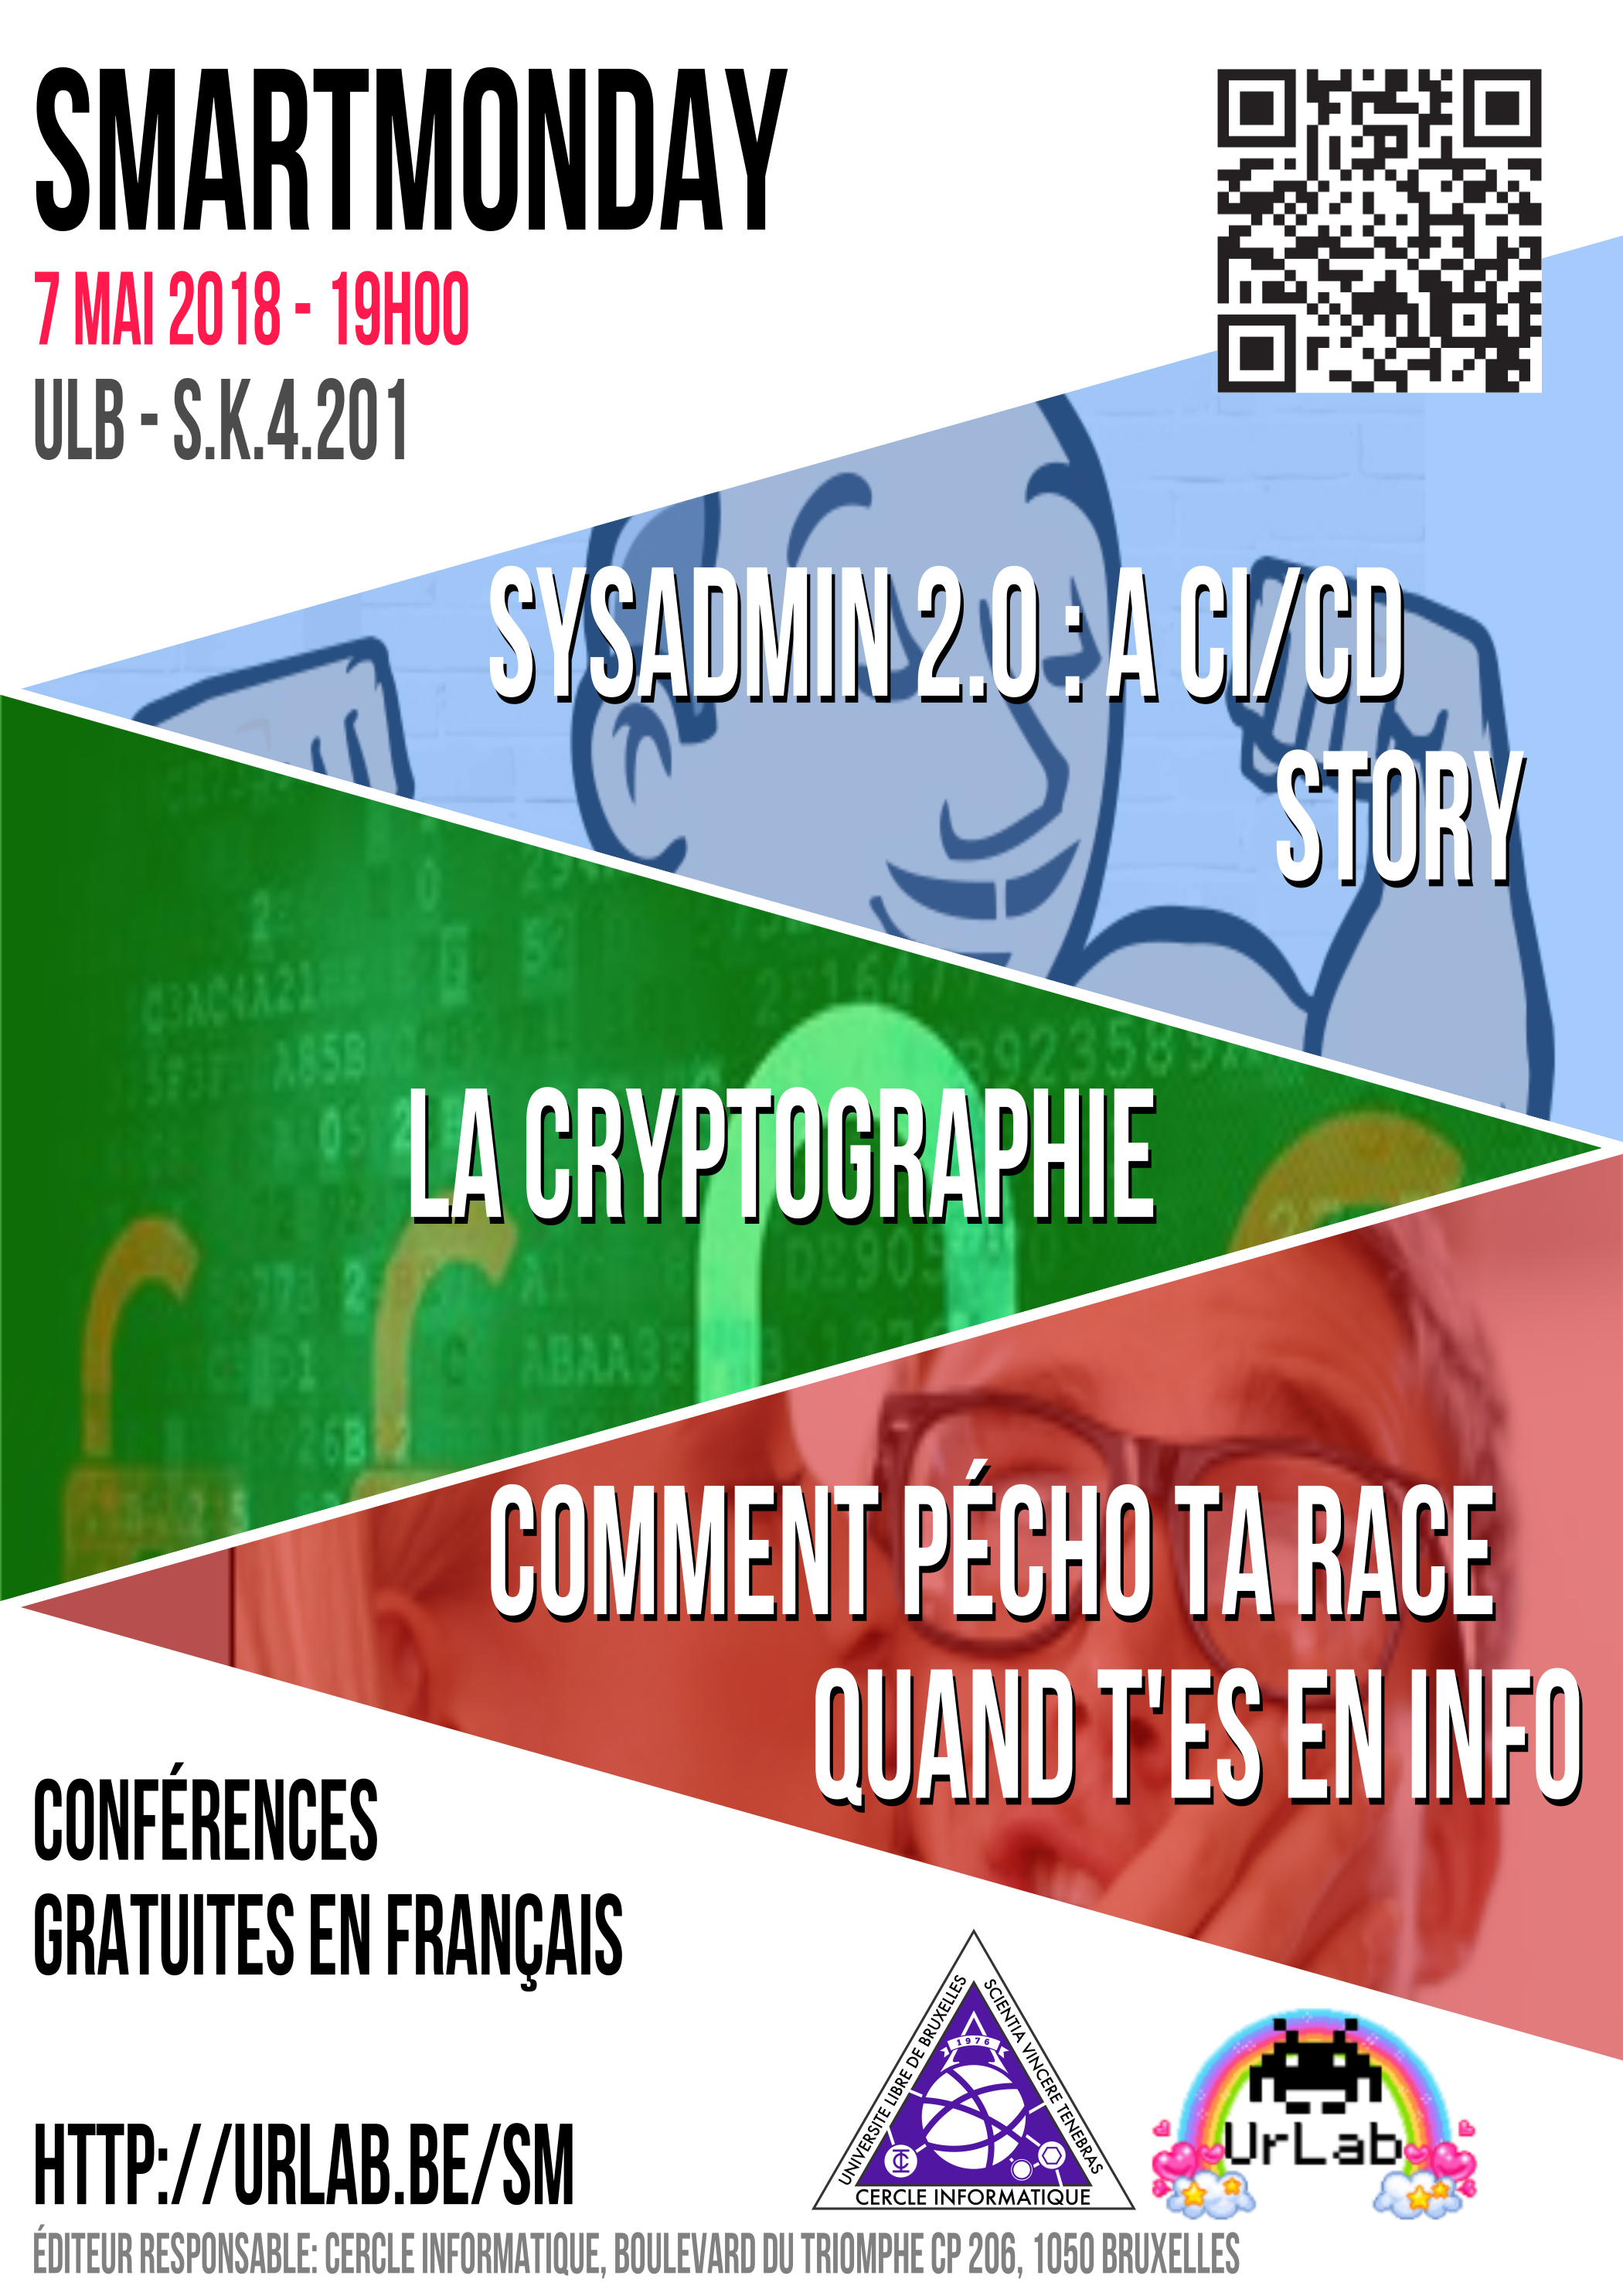 SMARTMONDAY
7 MAI 2018 - 19H00
ULB - S.K.4.201
SYSADMIN 2.0 : A CI/CD
STORY
LA CRYPTOGRAPHIE
COMMENT PÉCHO TA RACE
QUAND T'ES EN INFO
CONFÉRENCES
GRATUITES EN FRANÇAIS
HTTP://URLAB.BE/SM
UNIVERSITE LIBRE DE BRUXELLES
SCIENTIA VINCERE TENEBRAS
1976
CERCLE INFORMATIQUE
UrLab
ÉDITEUR RESPONSABLE: CERCLE INFORMATIQUE, BOULEVARD DU TRIOMPHE CP 206, 1050 BRUXELLES